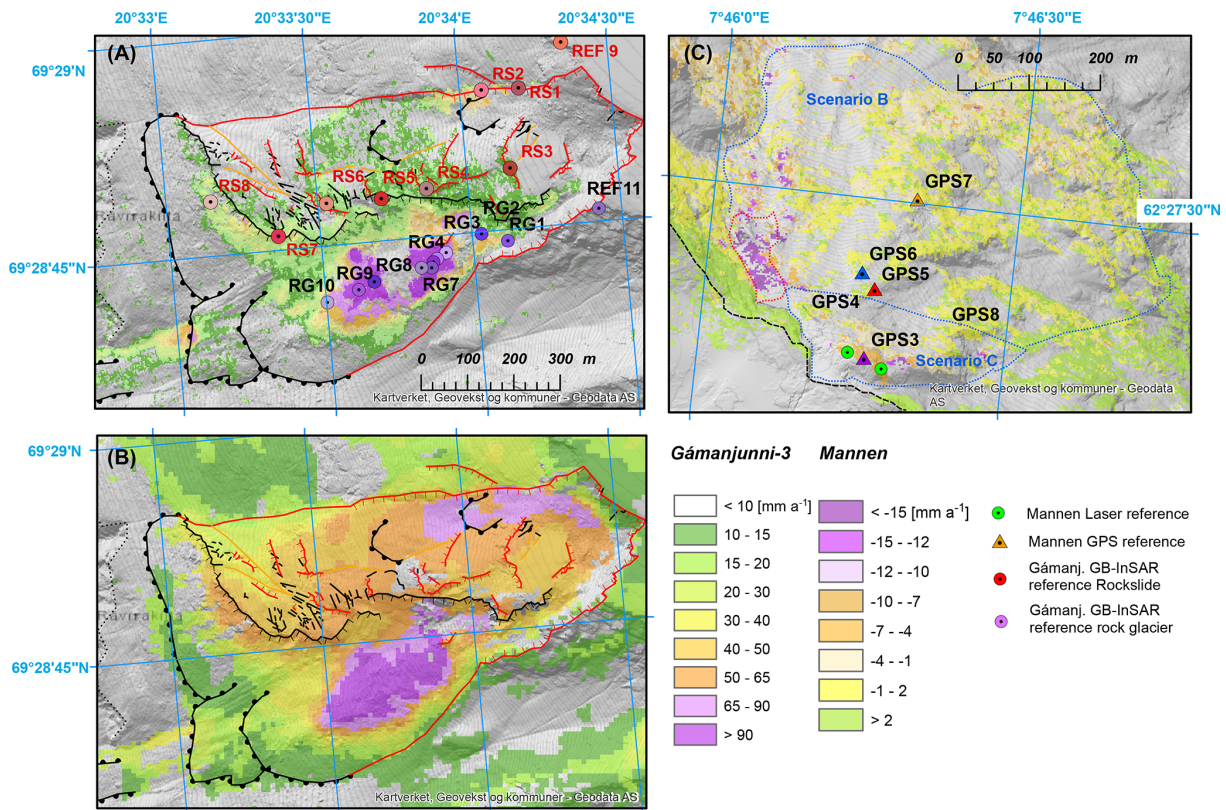 20°33'E
20°33'30"E
20°34'E
20°34'30"E
7°46'0"E
7°46'30"E
(A)
REF 9
69°29'N
RS2
RS1
RS3
RS4
RS5
RS6
RS8
RS7
REF11
RG2
RG3
RG1
RG4
RG8
RG9
RG7
RG10
69°28'45"N
0 100 200 300 m
Kartverket, Geovekst og kommuner - Geodata AS
(C)
0 50 100 200 m
Scenario B
GPS7
62°27'30"N
GPS6
GPS5
GPS4
GPS8
GPS3
Scenario C
Kartverket, Geovekst og kommuner - Geodata
AS
(B)
69°29'N
69°28'45"N
Kartverket, Geovekst og kommuner - Geodata AS
Gámanjunni-3
< 10 [mm a-1]
10 - 15
15 - 20
20 - 30
30 - 40
40 - 50
50 - 65
65 - 90
> 90
Mannen
< -15 [mm a-1]
-15 - -12
-12 - -10
-10 - -7
-7 - -4
-4 - -1
-1 - 2
> 2
Mannen Laser reference
Mannen GPS reference
Gámanj. GB-InSAR
reference Rockslide
Gámanj. GB-InSAR
reference rock glacier